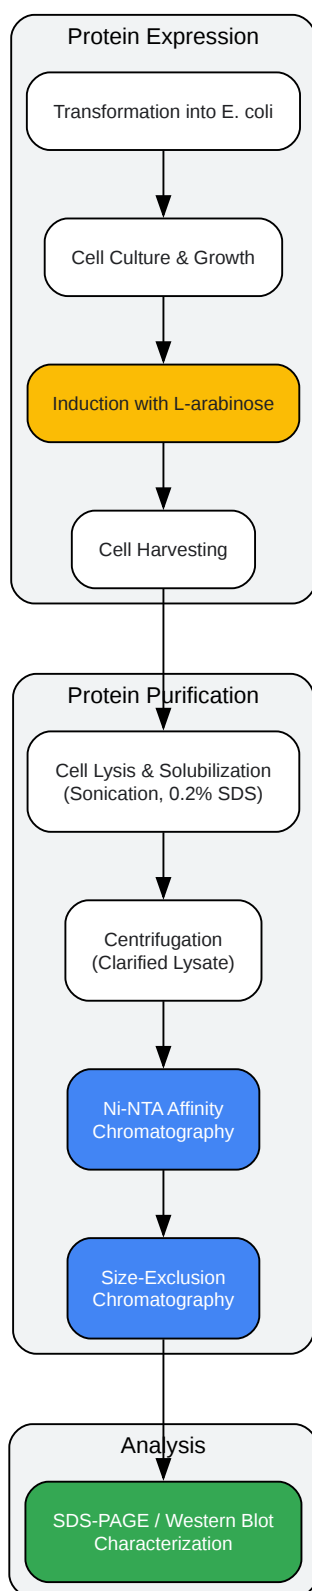 Protein Expression
Transformation into E. coli
Cell Culture & Growth
Induction with L-arabinose
Cell Harvesting
Protein Purification
Cell Lysis & Solubilization
(Sonication, 0.2% SDS)
Centrifugation
(Clarified Lysate)
Ni-NTA Affinity
Chromatography
Size-Exclusion
Chromatography
Analysis
SDS-PAGE / Western Blot
Characterization